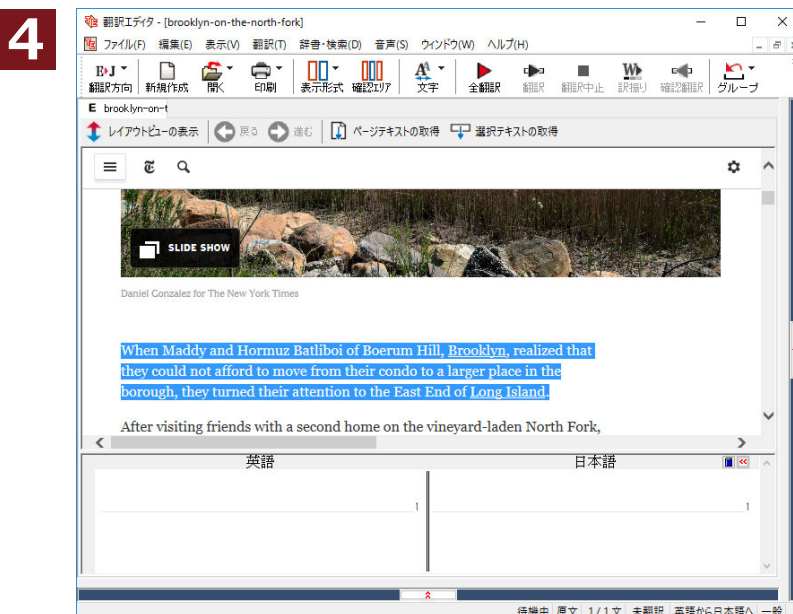 4
翻訳エディタ - [brooklyn-on-the-north-fork]
ファイル(F) 編集(E) 表示(V) 翻訳(T) 辞書・検索(D) 音声(S) ウィンドウ(W) ヘルプ(H)
翻訳方向 新規作成 開く 印刷 表示形式 確認エリア 文字 全翻訳 翻訳 翻訳中止 訳振り 確認翻訳 グループ
E brooklyn-on-t
レイアウトビューの表示 戻る 進む ページテキストの取得 選択テキストの取得
SLIDE SHOW
Daniel Gonzalez for The New York Times
When Maddy and Hormuz Batliboi of Boerum Hill, Brooklyn, realized that
they could not afford to move from their condo to a larger place in the
borough, they turned their attention to the East End of Long Island.
After visiting friends with a second home on the vineyard-laden North Fork,
英語 日本語
1 1
待機中 原文 1/1文 未翻訳 英語から日本語へ 一般